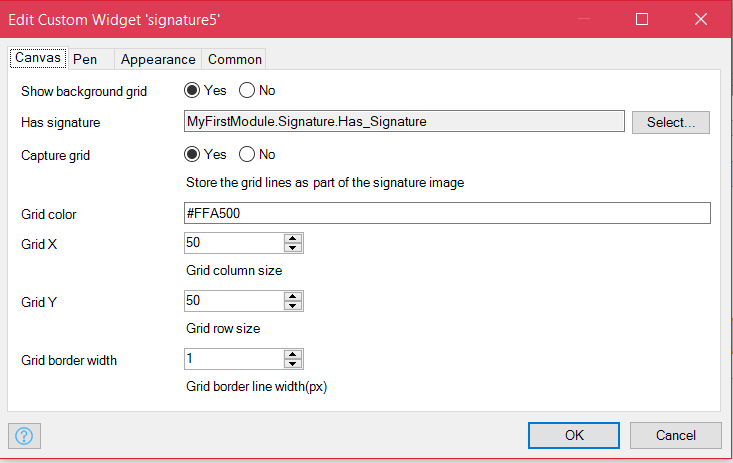 Edit Custom Widget 'signature5'
Canvas Pen Appearance Common
Show background grid Yes No
Has signature MyFirstModule.Signature.Has_Signature Select...
Capture grid Yes No
Store the grid lines as part of the signature image
Grid color #FFA500
Grid X 50
Grid column size
Grid Y 50
Grid row size
Grid border width 1
Grid border line width(px)
? OK Cancel